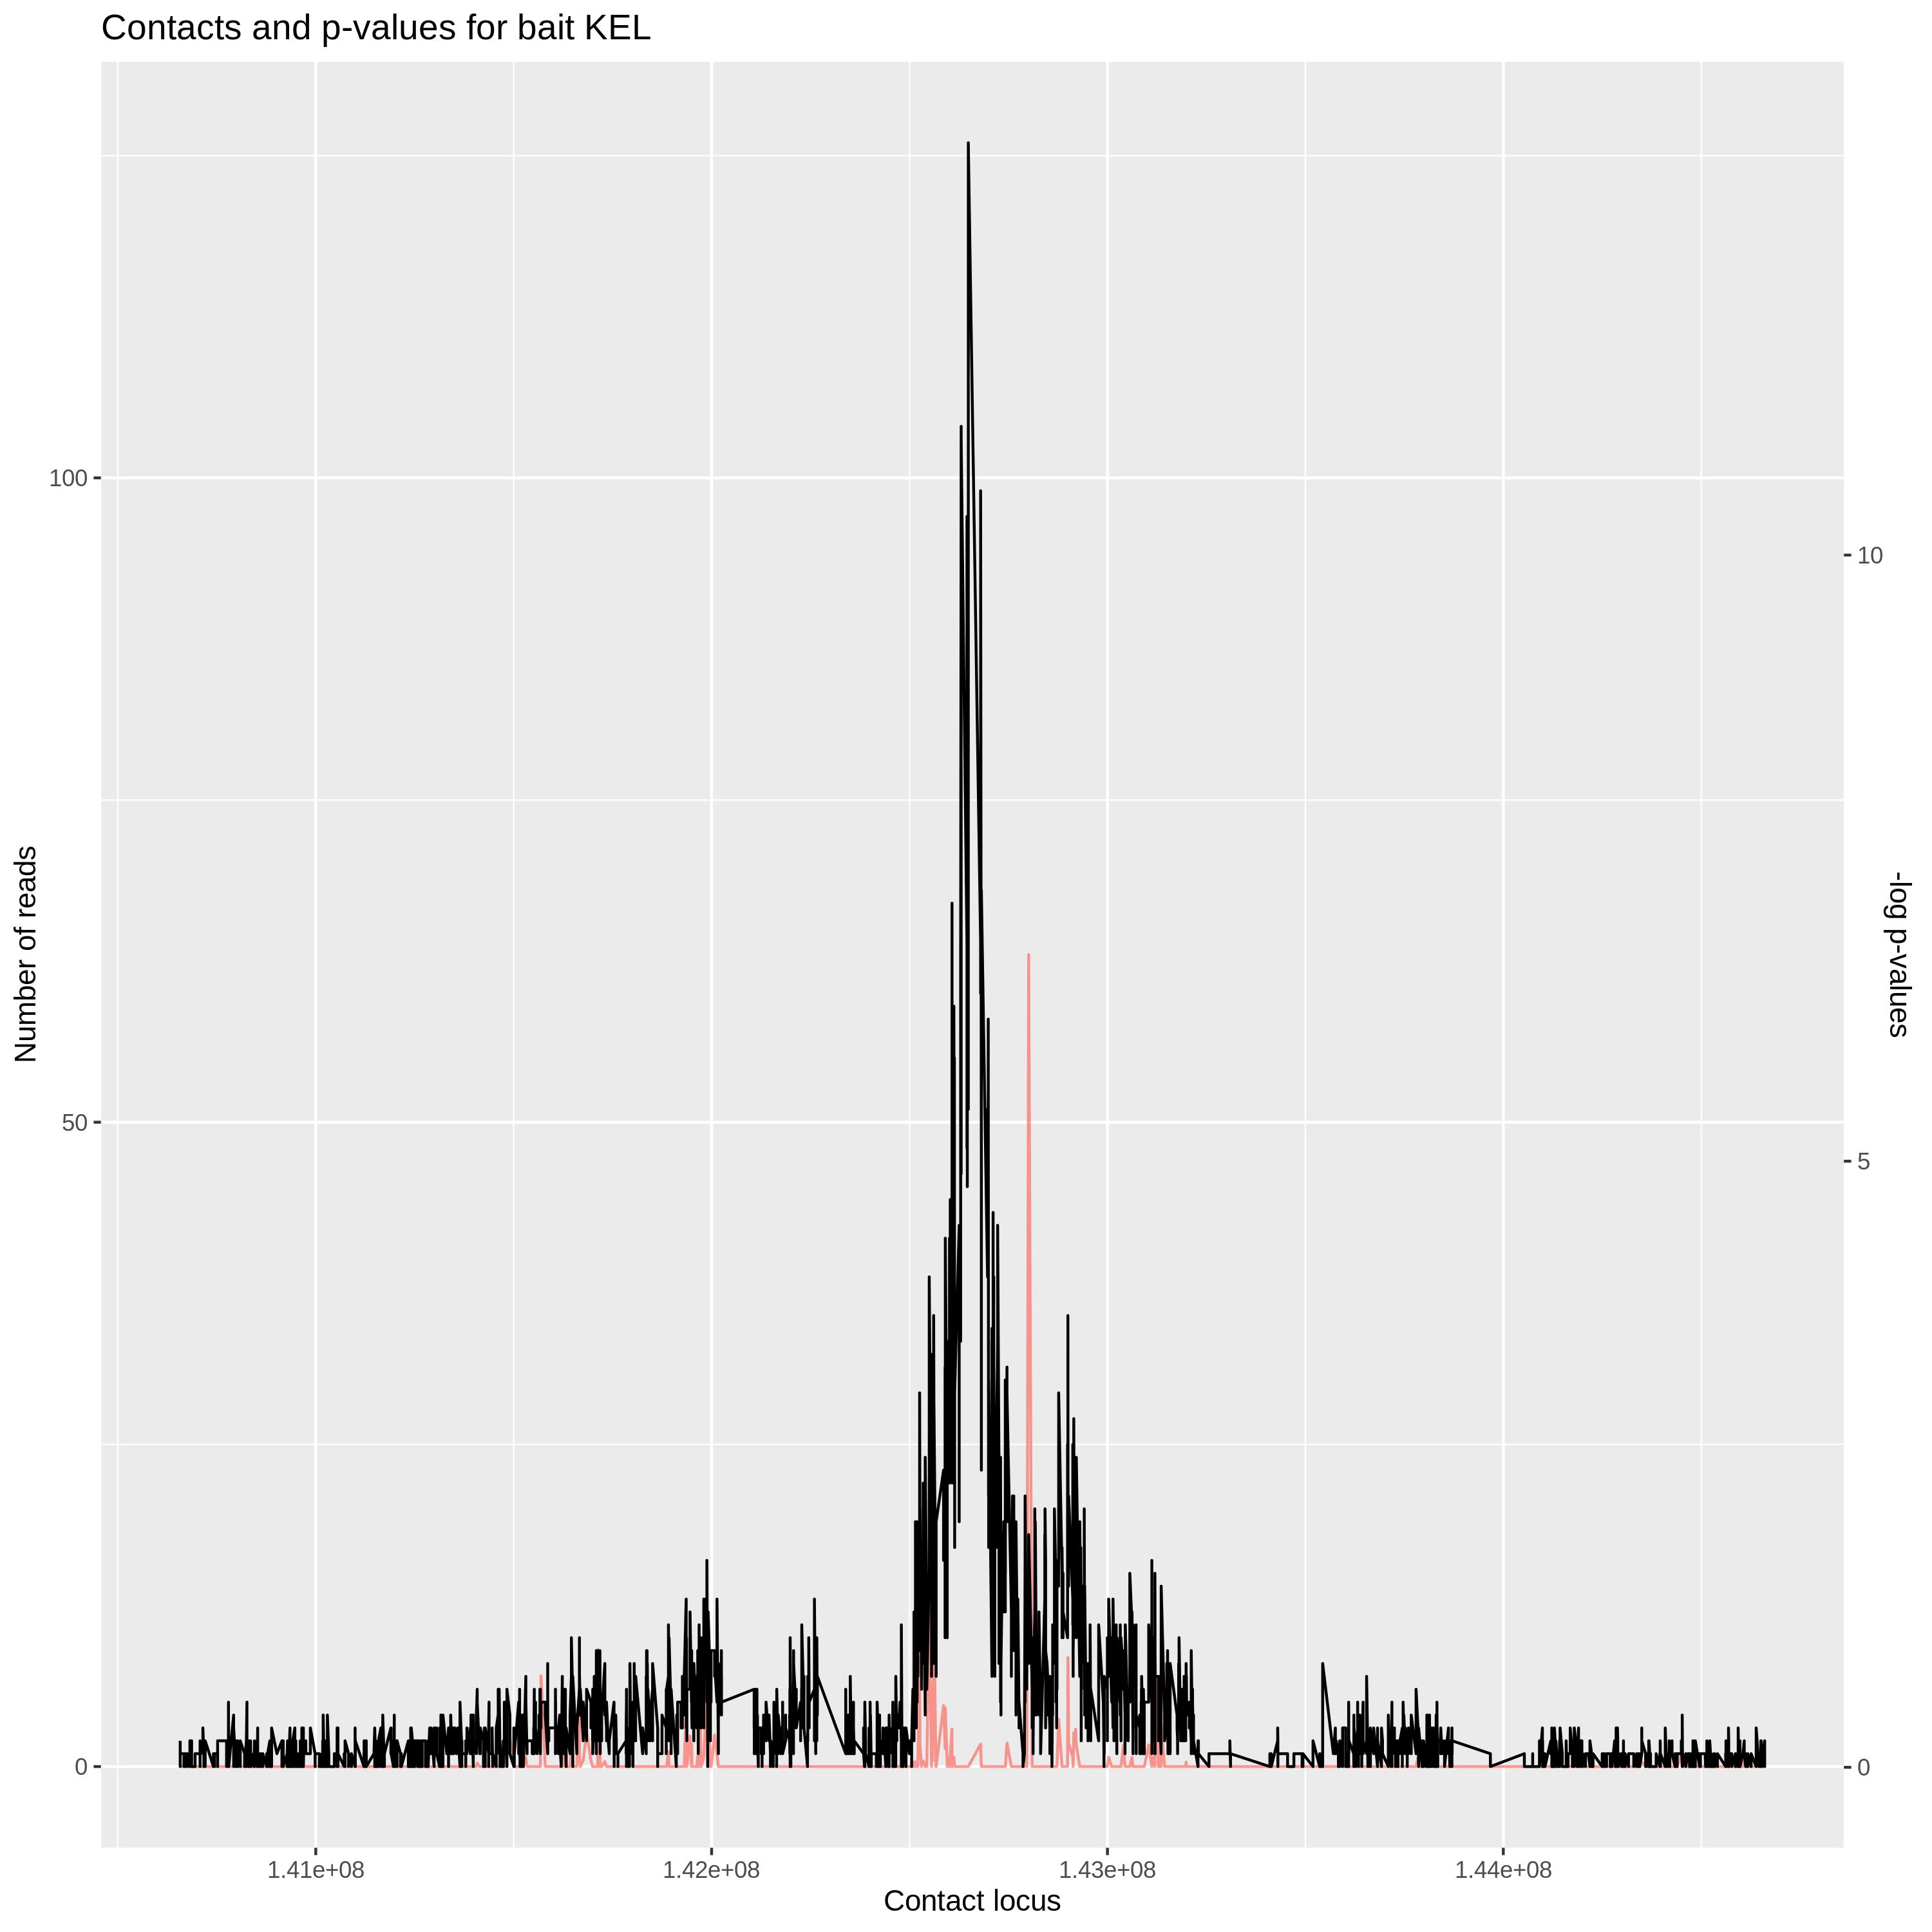 Contacts and p-values for bait KEL
Number of reads
100
50
0
10
5
0
-log p-values
1.41e+08
1.42e+08
1.43e+08
1.44e+08
Contact locus